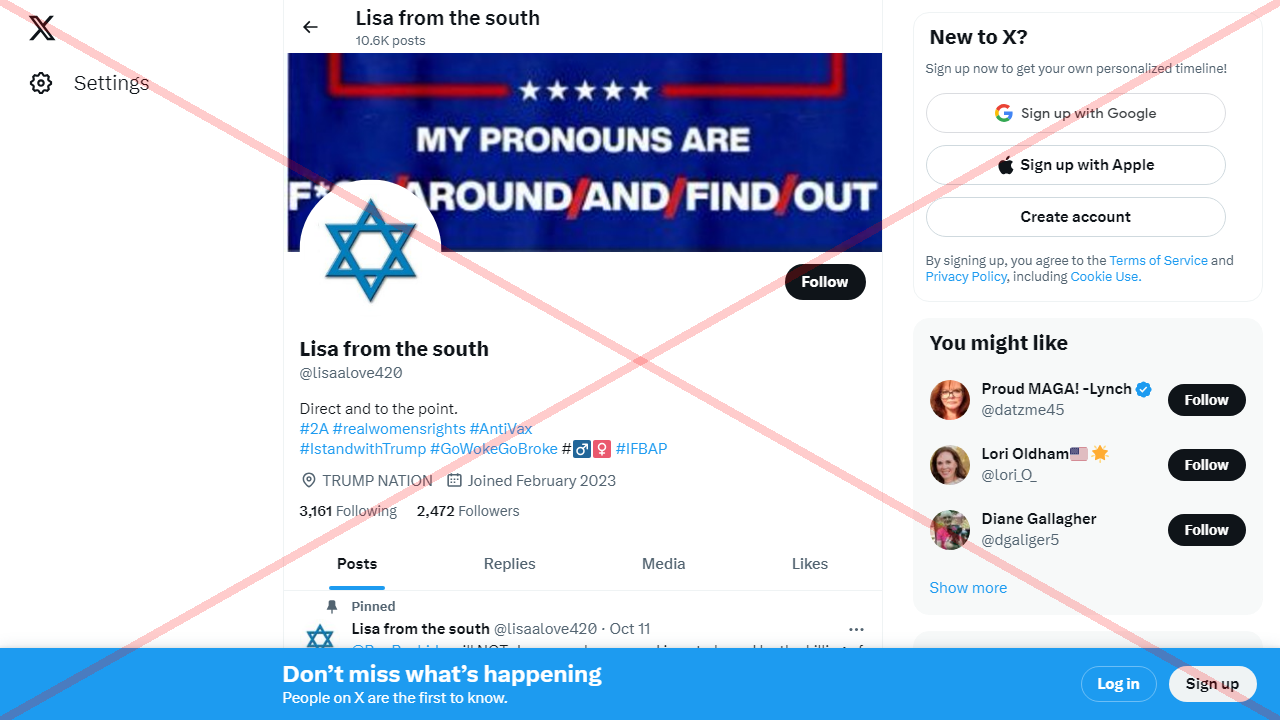 Settings
Lisa from the south
10.6K posts
MY PRONOUNS ARE
AROUND/AND/FIND/OUT
Follow
Lisa from the south
@lisaalove420
Direct and to the point.
#2A #realwomensrights #AntiVax
#IstandwithTrump #GoWokeGoBroke #♂️♀️ #IFBAP
TRUMP NATION Joined February 2023
3,161 Following 2,472 Followers
Posts Replies Media Likes
Pinned
Lisa from the south @lisaalove420 · Oct 11
New to X?
Sign up now to get your own personalized timeline!
Sign up with Google
Sign up with Apple
Create account
By signing up, you agree to the Terms of Service and
Privacy Policy, including Cookie Use.
You might like
Proud MAGA! -Lynch
@datzme45
Follow
Lori Oldham🇺🇸 🌟
@lori_O_
Follow
Diane Gallagher
@dgaliger5
Follow
Show more
Don’t miss what’s happening
People on X are the first to know.
Log in
Sign up